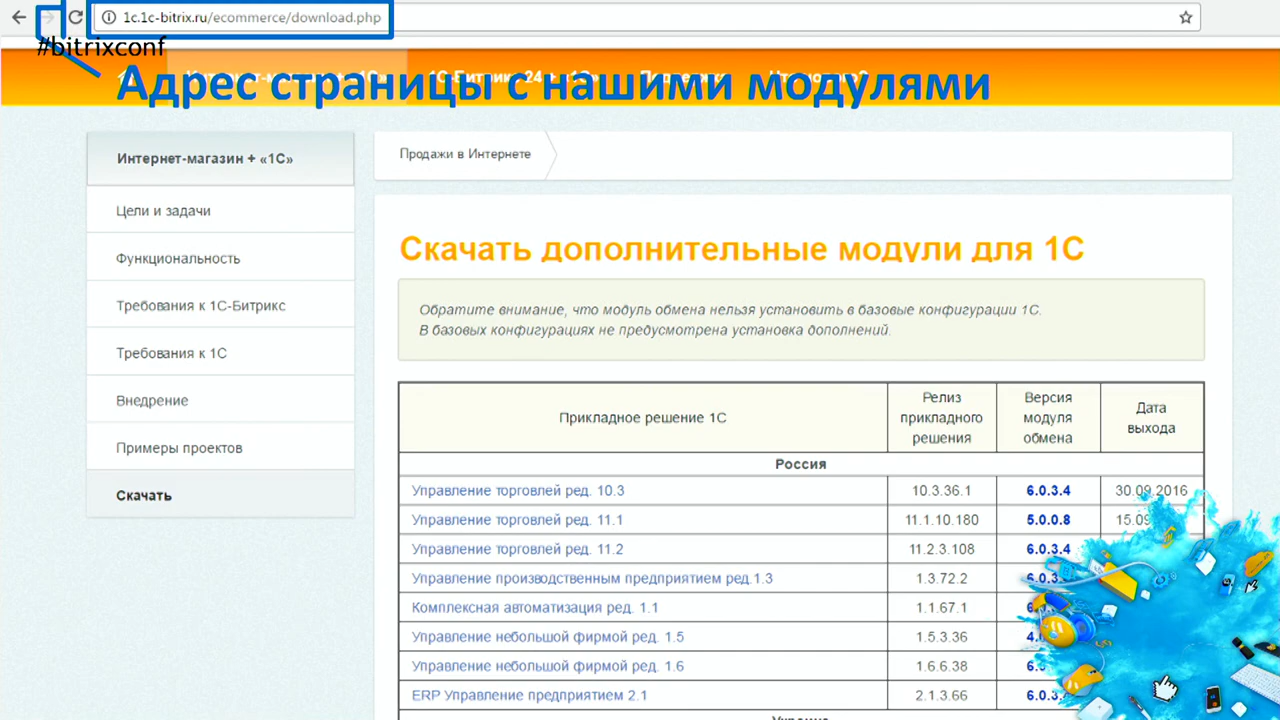 1c.1c-bitrix.ru/ecommerce/download.php
#bitrixconf
Адрес страницы с нашими модулями
Интернет-магазин + «1С»
Цели и задачи
Функциональность
Требования к 1С-Битрикс
Требования к 1С
Внедрение
Примеры проектов
Скачать
Продажи в Интернете
Скачать дополнительные модули для 1С
Обратите внимание, что модуль обмена нельзя установить в базовые конфигурации 1С.
В базовых конфигурациях не предусмотрена установка дополнений.
Прикладное решение 1С Релиз прикладного решения Версия модуля обмена Дата выхода
Россия
Управление торговлей ред. 10.3 10.3.36.1 6.0.3.4 30.09.2016
Управление торговлей ред. 11.1 11.1.10.180 5.0.0.8 15.09
Управление торговлей ред. 11.2 11.2.3.108 6.0.3.4
Управление производственным предприятием ред.1.3 1.3.72.2
Комплексная автоматизация ред. 1.1 1.1.67.1
Управление небольшой фирмой ред. 1.5 1.5.3.36
Управление небольшой фирмой ред. 1.6 1.6.6.38
ERP Управление предприятием 2.1 2.1.3.66